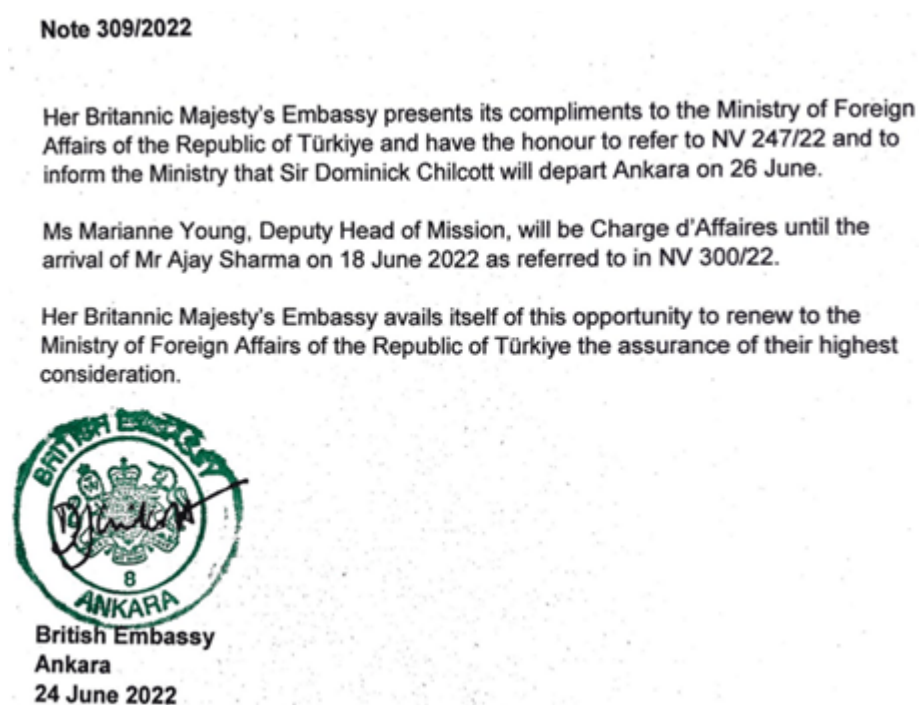 Note 309/2022
Her Britannic Majesty's Embassy presents its compliments to the Ministry of Foreign
Affairs of the Republic of Türkiye and have the honour to refer to NV 247/22 and to
inform the Ministry that Sir Dominick Chilcott will depart Ankara on 26 June.
Ms Marianne Young, Deputy Head of Mission, will be Charge d'Affaires until the
arrival of Mr Ajay Sharma on 18 June 2022 as referred to in NV 300/22.
Her Britannic Majesty's Embassy avails itself of this opportunity to renew to the
Ministry of Foreign Affairs of the Republic of Türkiye the assurance of their highest
consideration.
BRITISH EMBASSY
8
ANKARA
British Embassy
Ankara
24 June 2022